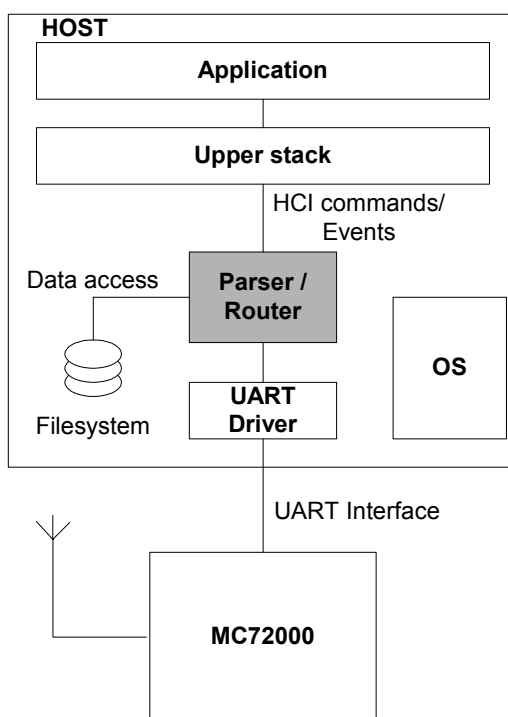 HOST
Application
Upper stack
HCI commands/
Events
Data access
Parser /
Router
OS
UART
Driver
Filesystem
UART Interface
MC72000